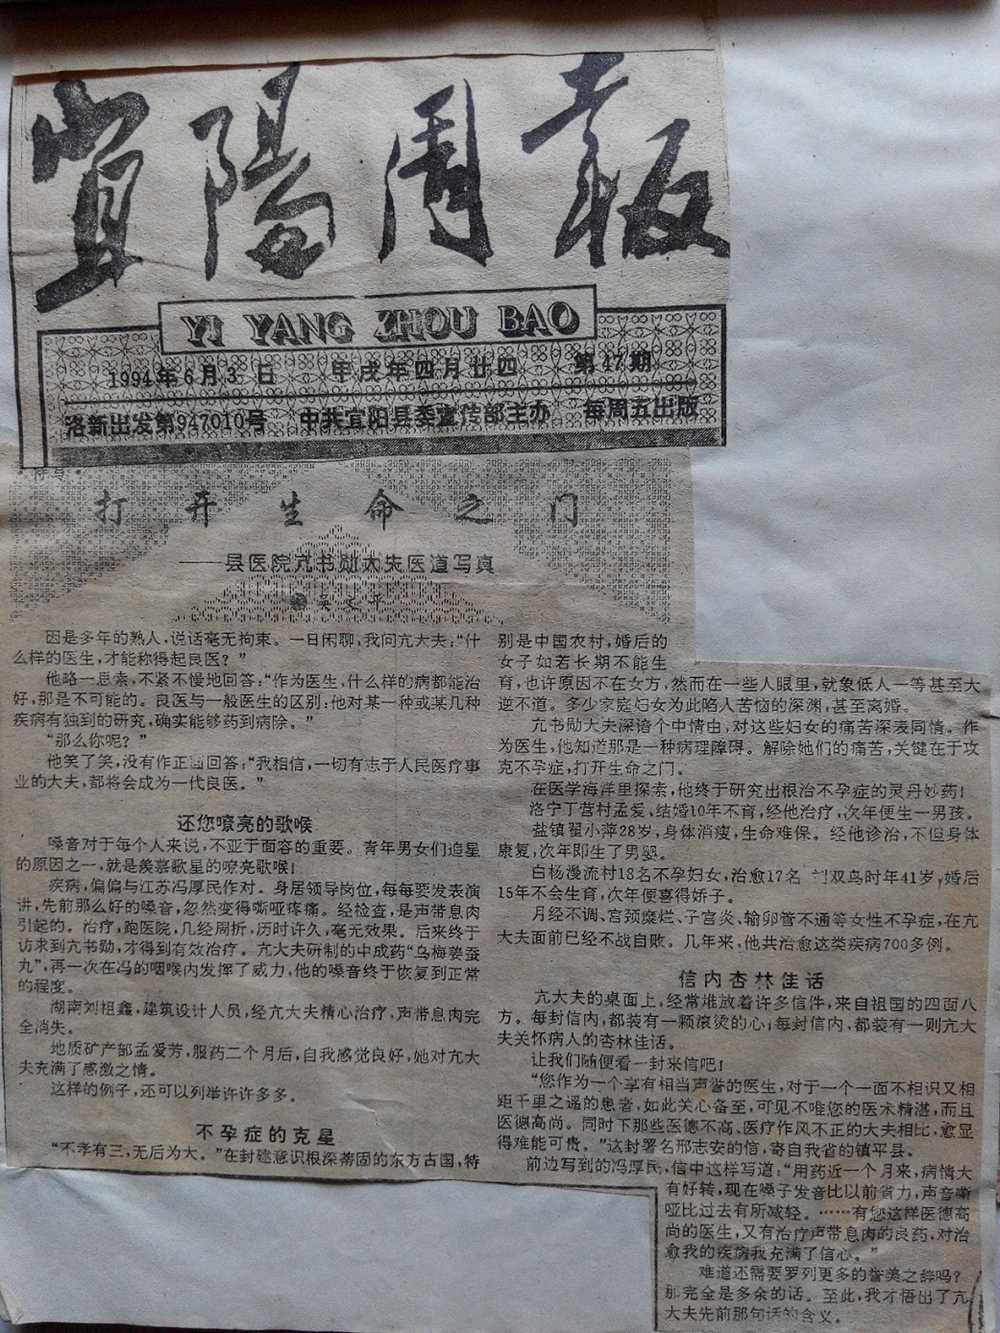 宜陽周报
YI YANG ZHOU BAO
1994年6月3日 甲戌年四月廿四 第47期
洛新出发第947010号 中共宜阳县委宣传部主办 每周五出版
打开生命之门
——县医院亢书勋大夫医道写真
因是多年的熟人，说话毫无拘束。一日闲聊，我问亢大夫：“什
么样的医生，才能称得起良医？”
他略一思索，不紧不慢地回答：“作为医生，什么样的病都能治
好，那是不可能的。良医与一般医生的区别：他对某一种或某几种
疾病有独到的研究，确实能够药到病除。”
“那么你呢？”
他笑了笑，没有作正面回答：“我相信，一切有志于人民医疗事
业的大夫，都将会成为一代良医。”
还您嘹亮的歌喉
嗓音对于每个人来说，不亚于面容的重要。青年男女们追星
的原因之一，就是羡慕歌星的嘹亮歌喉！
疾病，偏偏与江苏冯厚民作对。身居领导岗位，每每要发表演
讲，先前那么好的嗓音，忽然变得嘶哑疼痛。经检查，是声带息肉
引起的。治疗，跑医院，几经周折，历时许久，毫无效果。后来终于
访求到亢书勋，才得到有效治疗。亢大夫研制的中成药“乌梅姜蚕
丸”，再一次在冯的咽喉内发挥了威力，他的嗓音终于恢复到正常
的程度。
湖南刘祖鑫，建筑设计人员，经亢大夫精心治疗，声带息肉完
全消失。
地质矿产部孟爱芳，服药二个月后，自我感觉良好，她对亢大
夫充满了感激之情。
这样的例子，还可以列举许许多多。
不孕症的克星
“不孝有三，无后为大。”在封建意识根深蒂固的东方古国，特
别是中国农村，婚后的
女子如若长期不能生
育，也许原因不在女方，然而在一些人眼里，就象低人一等甚至大
逆不道。多少家庭妇女为此陷入苦恼的深渊，甚至离婚。
亢书勋大夫深谙个中情由，对这些妇女的痛苦深表同情。作
为医生，他知道那是一种病理障碍。解除她们的痛苦，关键在于攻
克不孕症，打开生命之门。
在医学海洋里探索，他终于研究出根治不孕症的灵丹妙药！
洛宁丁营村孟爱、结婚10年不育，经他治疗，次年便生一男孩。
盐镇翟小萍28岁，身体消瘦，生命难保。经他诊治，不但身体
康复，次年即生了男婴。
白杨漫流村18名不孕妇女，治愈17名 双鸟时年41岁，婚后
15年不会生育，次年便喜得娇子。
月经不调、宫颈糜烂、子宫炎、输卵管不通等女性不孕症，在亢
大夫面前已经不战自败。几年来，他共治愈这类疾病700多例。
信内杏林佳话
亢大夫的桌面上，经常堆放着许多信件，来自祖国的四面八
方。每封信内，都装有一颗滚烫的心；每封信内，都装有一则亢大
夫关怀病人的杏林佳话。
让我们随便看一封来信吧！
“您作为一个享有相当声誉的医生，对于一个一面不相识又相
距千里之遥的患者，如此关心备至，可见不唯您的医术精湛，而且
医德高尚。同时下那些医德不高、医疗作风不正的大夫相比，愈显
得难能可贵。”这封署名邢志安的信，寄自我省的镇平县。
前边写到的冯厚民，信中这样写道：“用药近一个月来，病情大
有好转，现在嗓子发音比以前省力，声音嘶
哑比过去有所减轻。……有您这样医德高
尚的医生，又有治疗声带息肉的良药，对治
愈我的疾病我充满了信心。”
难道还需要罗列更多的誉美之辞吗？
那完全是多余的话。至此，我才悟出了亢
大夫先前那句话的含义。